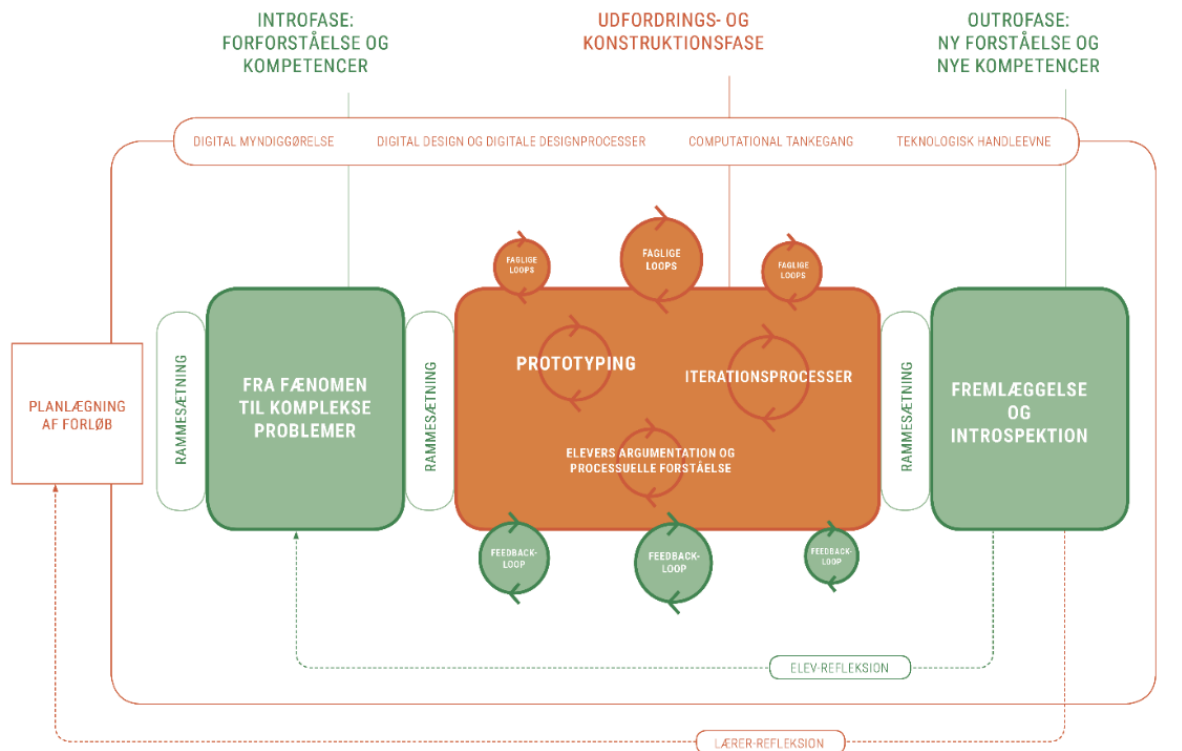 INTROFASE:
FORFORSTÅELSE OG
KOMPETENCER
UDFORDRINGS- OG
KONSTRUKTIONSFASE
OUTROFASE:
NY FORSTÅELSE OG
NYE KOMPETENCER
DIGITAL MYNDIGGØRELSE
DIGITAL DESIGN OG DIGITALE DESIGNPROCESSER
COMPUTATIONAL TANKEGANG
TEKNOLOGISK HANDLEEVNE
FAGLIGE
LOOPS
FAGLIGE
LOOPS
FAGLIGE
LOOPS
PLANLÆGNING
AF FORLØB
RAMMESÆTNING
FRA FÆNOMEN
TIL KOMPLEKSE
PROBLEMER
RAMMESÆTNING
PROTOTYPING
ITERATIONSPROCESSER
ELEVERS ARGUMENTATION OG
PROCESSUELLE FORSTÅELSE
RAMMESÆTNING
FREMLÆGGELSE
OG
INTROSPEKTION
FEEDBACK-
LOOP
FEEDBACK-
LOOP
FEEDBACK-
LOOP
ELEV-REFLEKSION
LÆRER-REFLEKSION